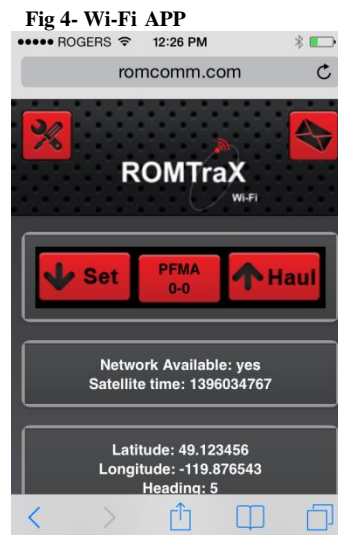 Fig 4- Wi-Fi APP
ROGERS 12:26 PM
romcomm.com
ROMTraX
Wi-Fi
Set
PFMA
0-0
Haul
Network Available: yes
Satellite time: 1396034767
Latitude: 49.123456
Longitude: -119.876543
Heading: 5